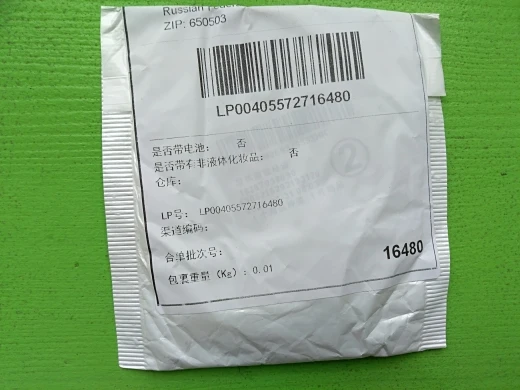 Russian
ZIP: 650503
LP00405572716480
是否带电池： 否
是否带有非液体化妆品： 否
仓库：
LP号： LP00405572716480
渠道编码：
合单批次号：
16480
包裹重量（Kg）: 0.01